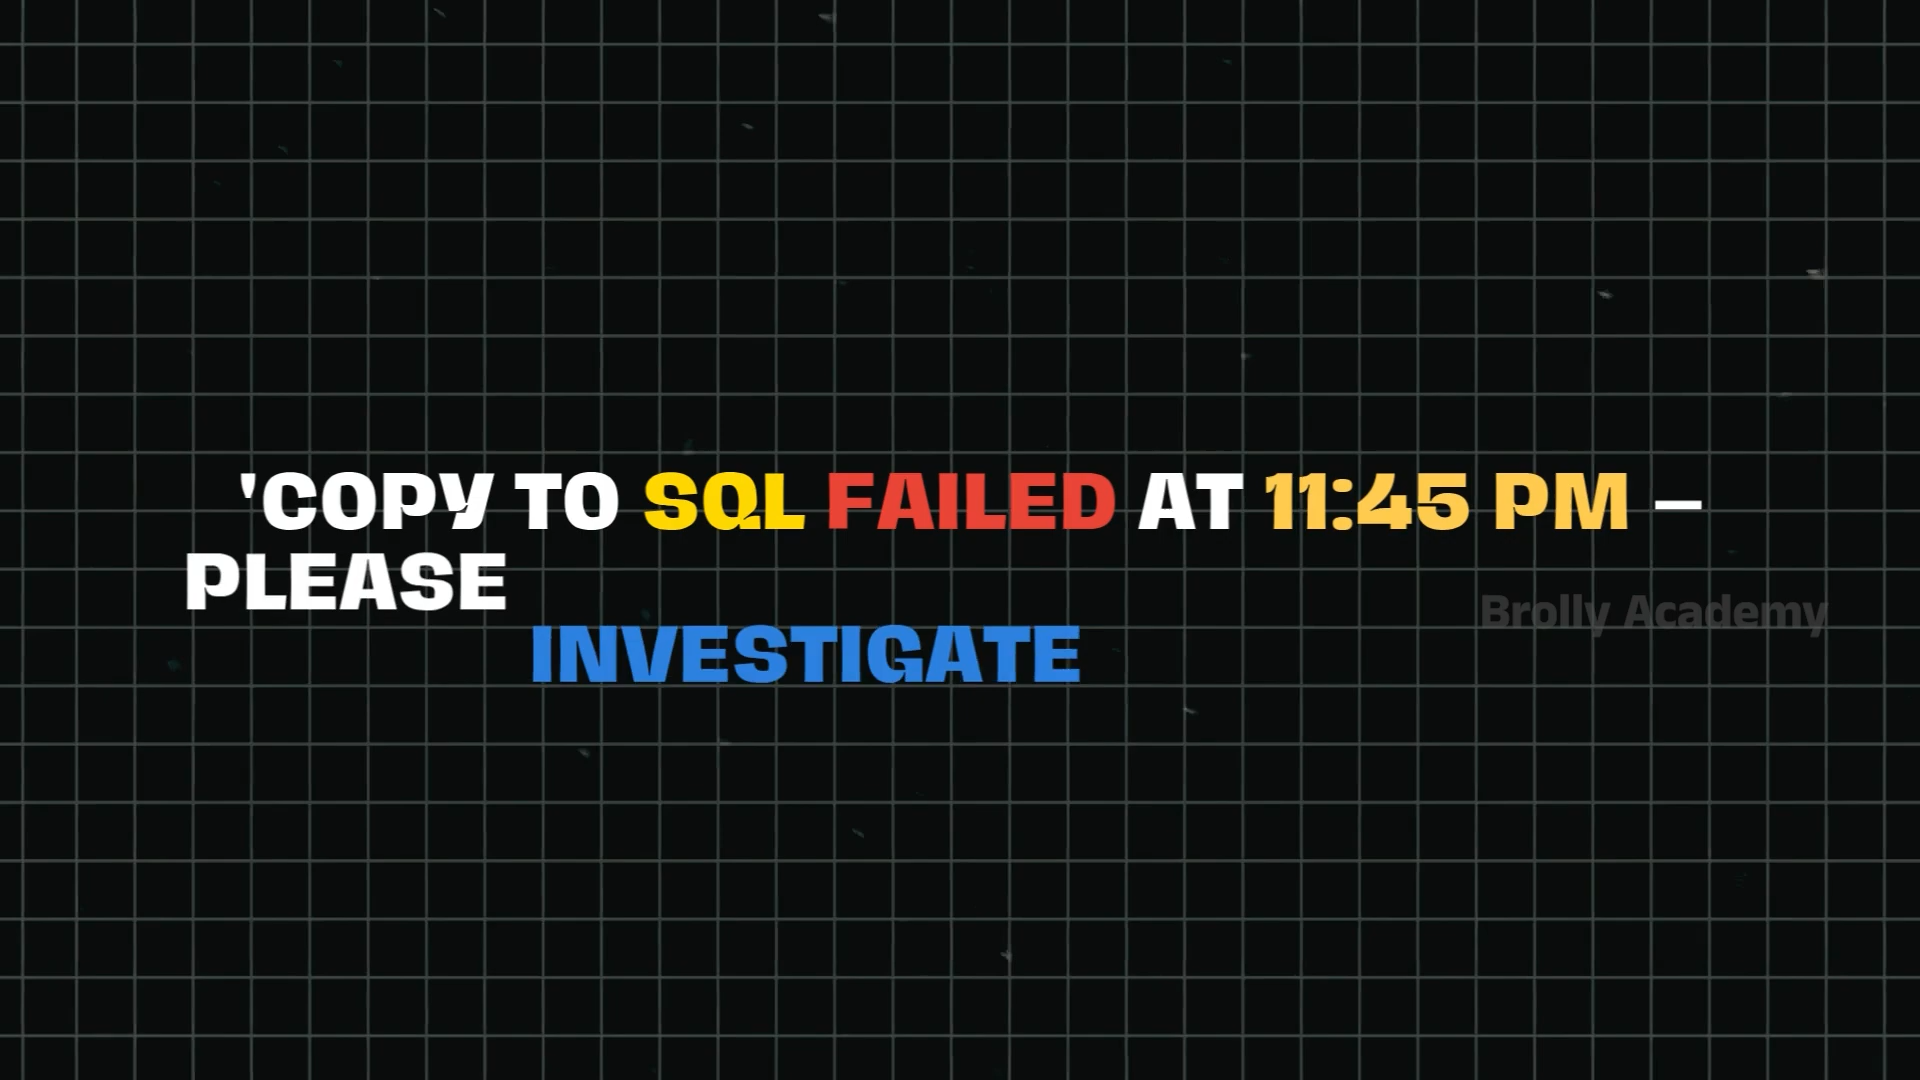 'COPY TO SQL FAILED AT 11:45 PM –
PLEASE
Brolly Academy
INVESTIGATE